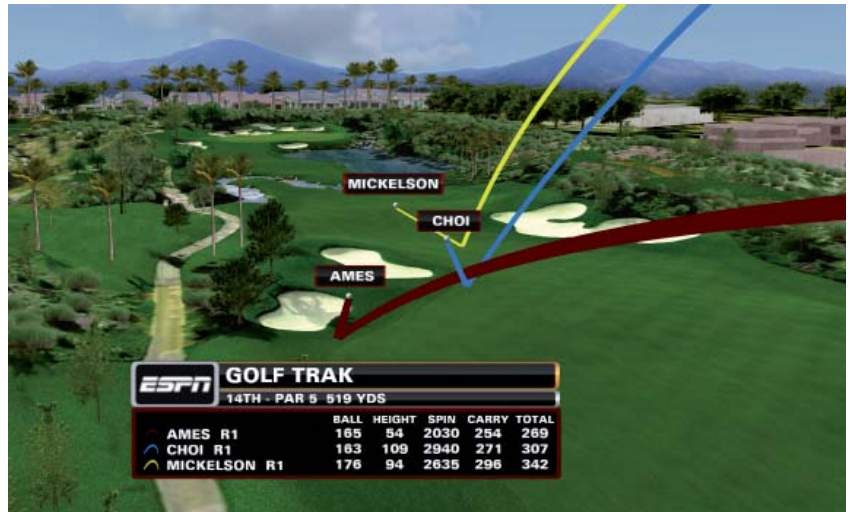 MICKELSON
CHOI
AMES
ESPN GOLF TRAK
14TH - PAR 5 519 YDS
BALL HEIGHT SPIN CARRY TOTAL
AMES R1 165 54 2030 254 269
CHOI R1 163 109 2940 271 307
MICKELSON R1 176 94 2635 296 342